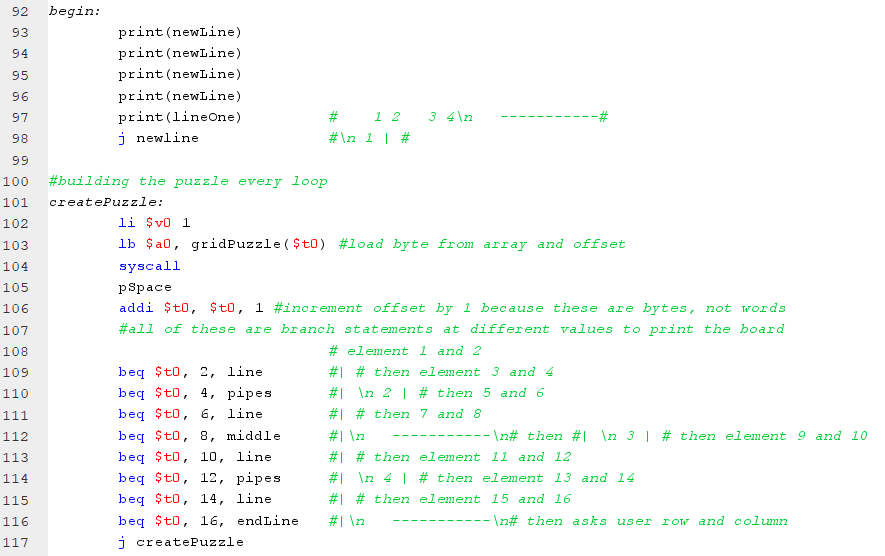 92 begin:
93 print(newLine)
94 print(newLine)
95 print(newLine)
96 print(newLine)
97 print(lineOne) #    1 2   3 4\n   -----------#
98 j newline #\n 1 | #
99
100 #building the puzzle every loop
101 createPuzzle:
102 li $v0 1
103 lb $a0, gridPuzzle($t0) #load byte from array and offset
104 syscall
105 pSpace
106 addi $t0, $t0, 1 #increment offset by 1 because these are bytes, not words
107 #all of these are branch statements at different values to print the board
108 # element 1 and 2
109 beq $t0, 2, line #| # then element 3 and 4
110 beq $t0, 4, pipes #| \n 2 | # then 5 and 6
111 beq $t0, 6, line #| # then 7 and 8
112 beq $t0, 8, middle #|\n   -----------\n# then #| \n 3 | # then element 9 and 10
113 beq $t0, 10, line #| # then element 11 and 12
114 beq $t0, 12, pipes #| \n 4 | # then element 13 and 14
115 beq $t0, 14, line #| # then element 15 and 16
116 beq $t0, 16, endLine #|\n   -----------\n# then asks user row and column
117 j createPuzzle